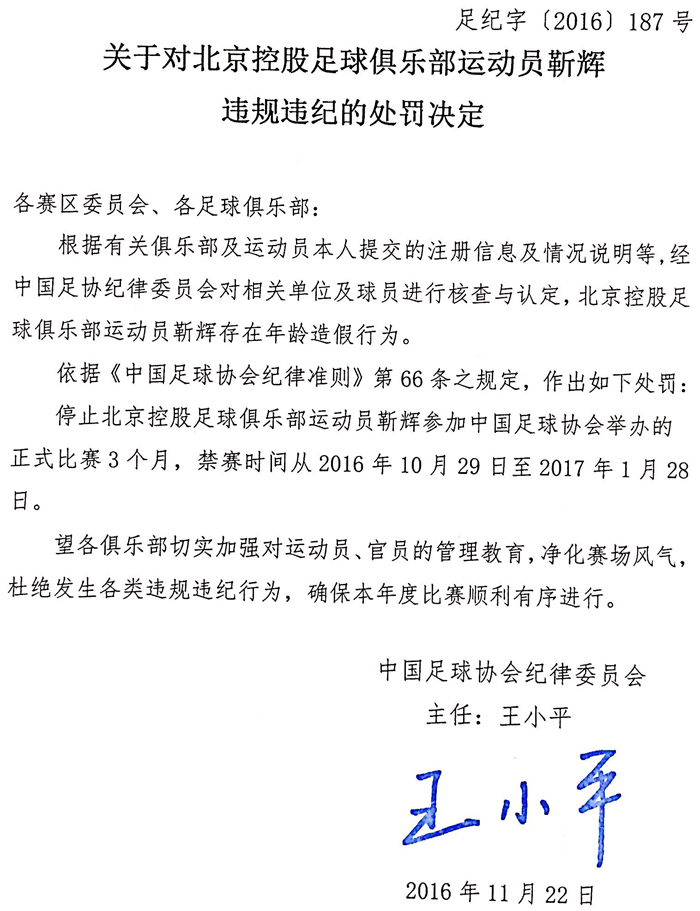 足纪字〔2016〕187 号
关于对北京控股足球俱乐部运动员靳辉
违规违纪的处罚决定
各赛区委员会、各足球俱乐部：
根据有关俱乐部及运动员本人提交的注册信息及情况说明等,经
中国足协纪律委员会对相关单位及球员进行核查与认定,北京控股足
球俱乐部运动员靳辉存在年龄造假行为。
依据《中国足球协会纪律准则》第 66 条之规定，作出如下处罚：
停止北京控股足球俱乐部运动员靳辉参加中国足球协会举办的
正式比赛 3 个月，禁赛时间从 2016 年 10 月 29 日至 2017 年 1 月 28
日。
望各俱乐部切实加强对运动员、官员的管理教育,净化赛场风气，
杜绝发生各类违规违纪行为，确保本年度比赛顺利有序进行。
中国足球协会纪律委员会
主任：王小平
王小平
2016 年 11 月 22 日